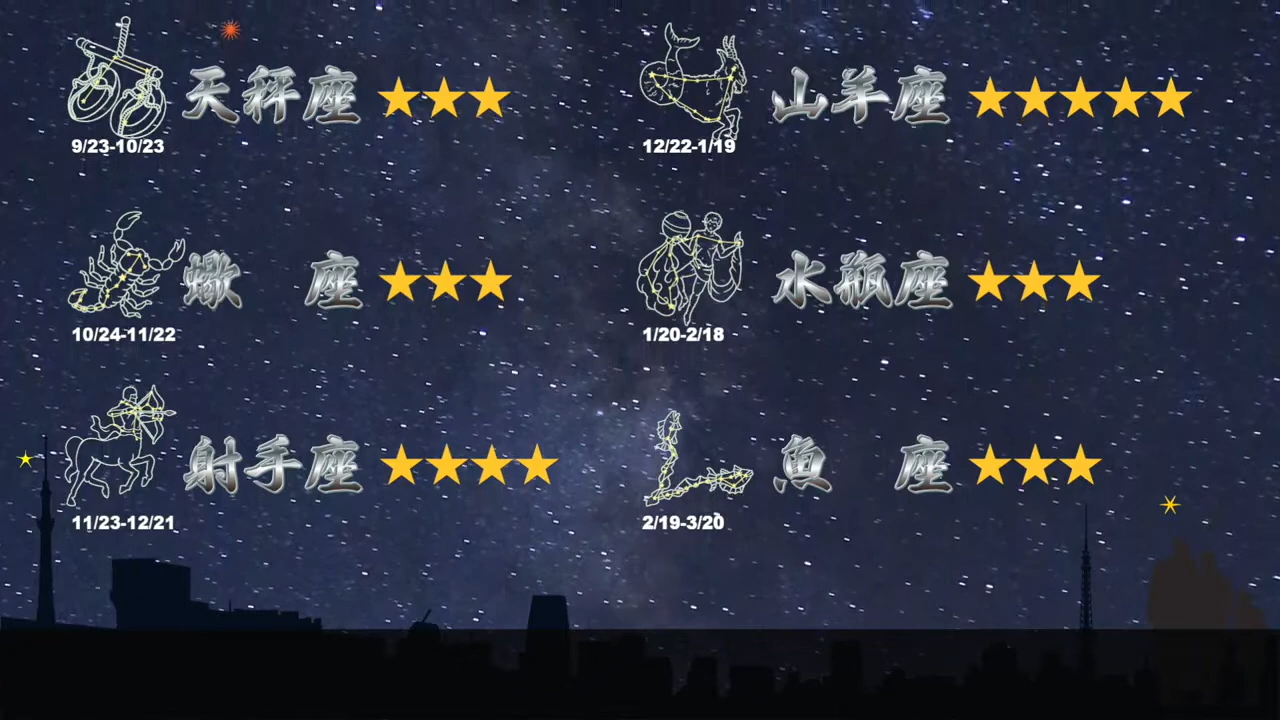 天秤座 ★★★
9/23-10/23
蠍　座 ★★★
10/24-11/22
射手座 ★★★★
11/23-12/21
山羊座 ★★★★★
12/22-1/19
水瓶座 ★★★
1/20-2/18
魚　座 ★★★
2/19-3/20